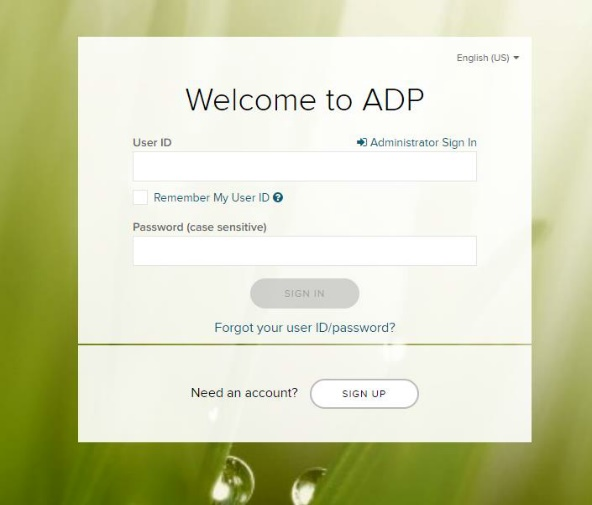 English (US)
Welcome to ADP
User ID Administrator Sign In
Remember My User ID
Password (case sensitive)
SIGN IN
Forgot your user ID/password?
Need an account? SIGN UP